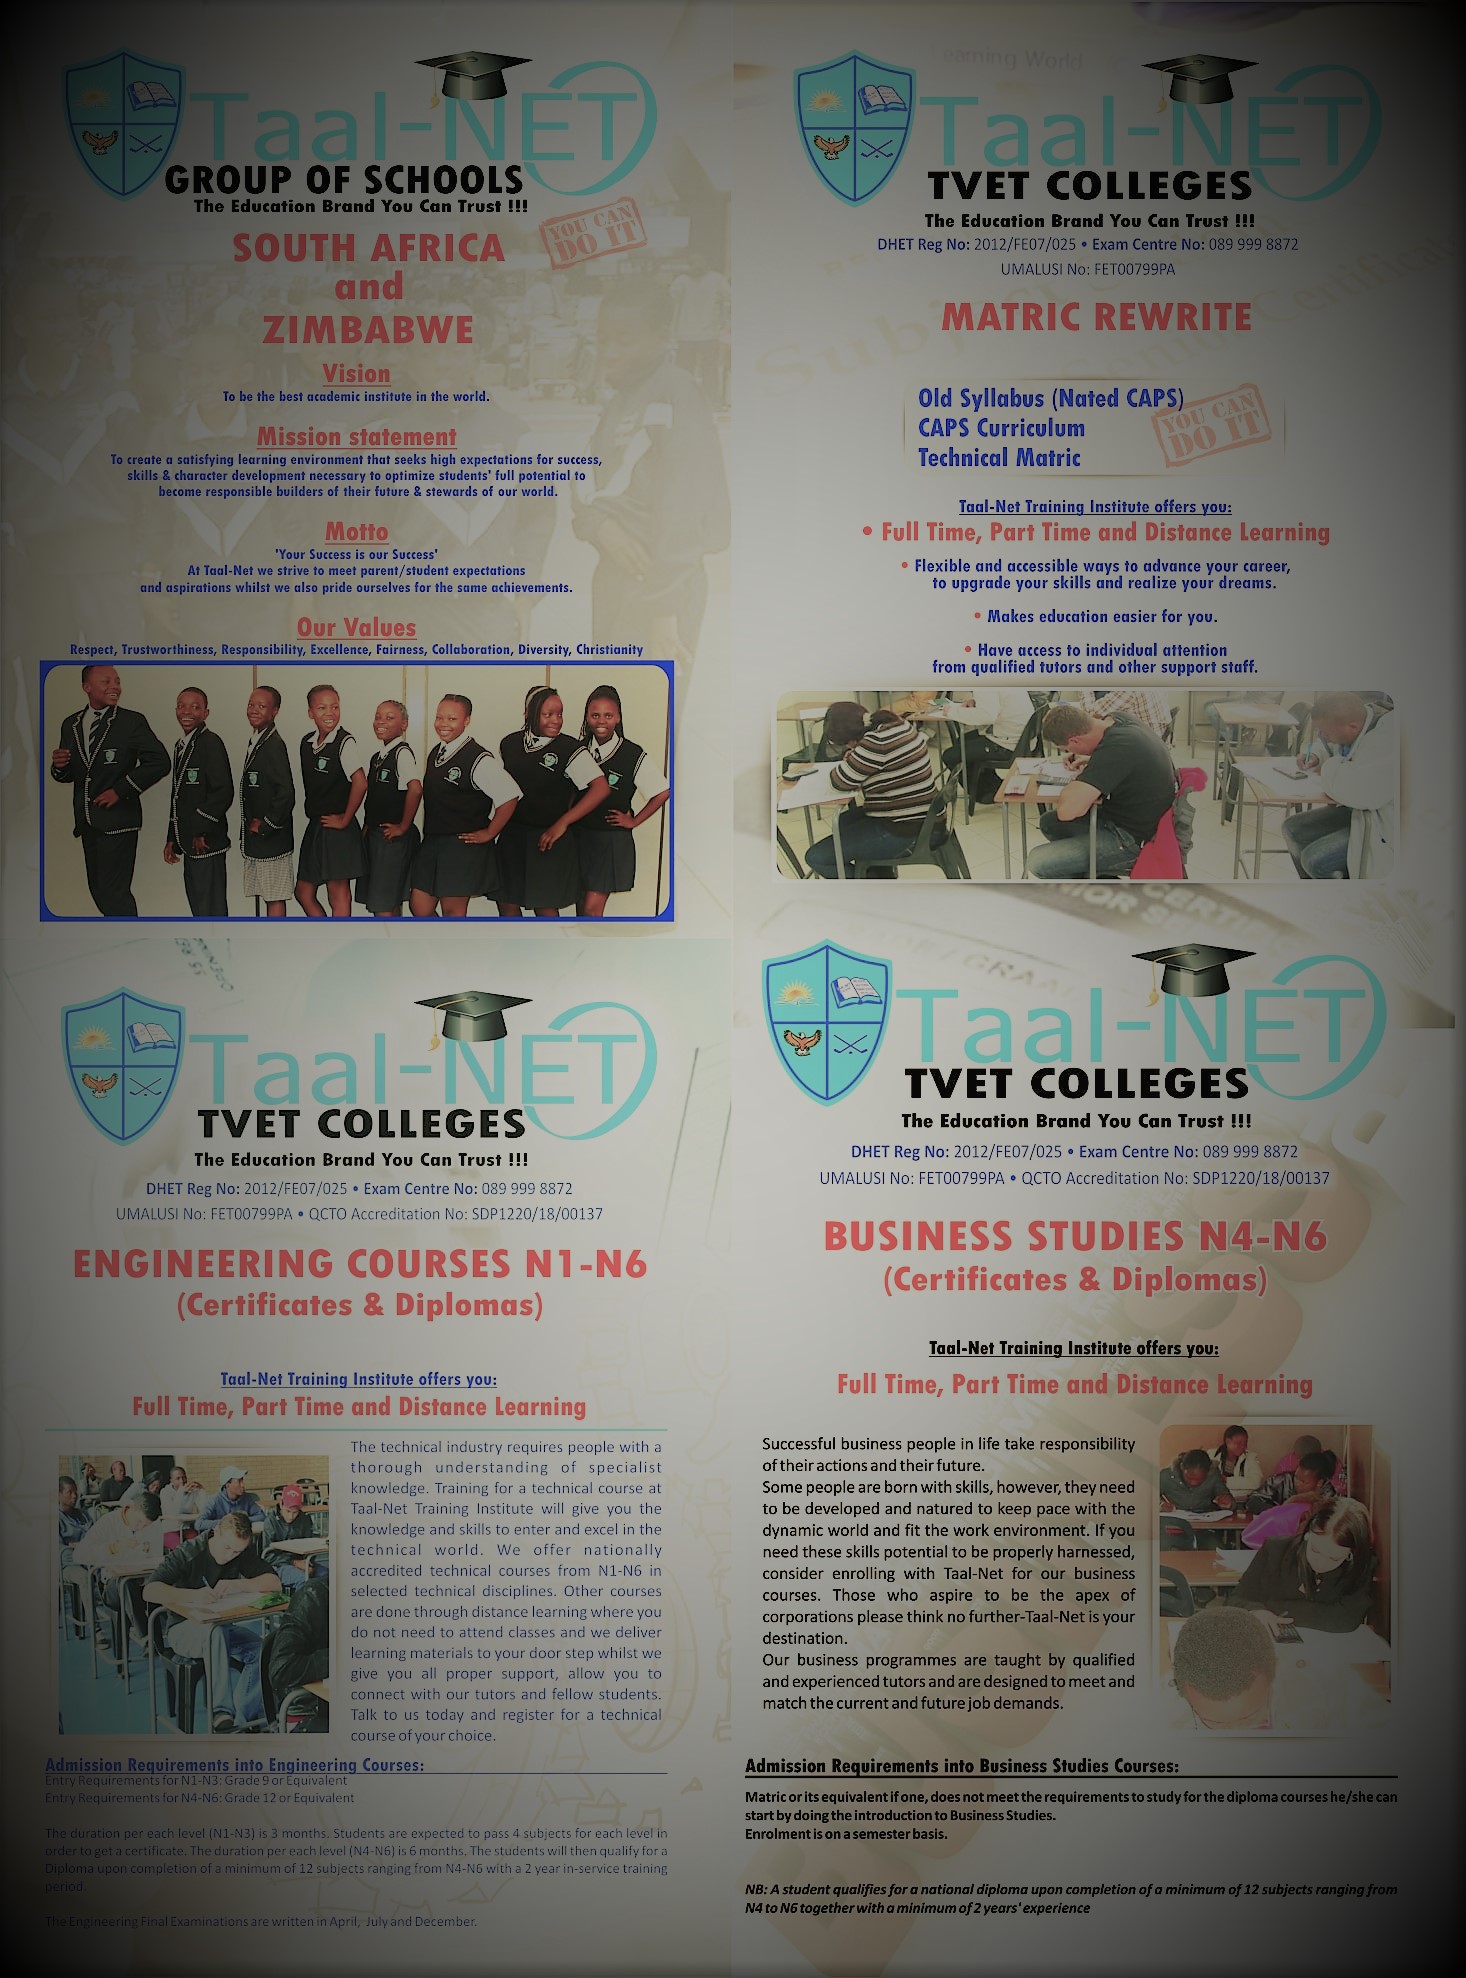 Taal-NET
GROUP OF SCHOOLS
The Education Brand You Can Trust !!!
YOU CAN
DO IT
SOUTH AFRICA
and
ZIMBABWE
Vision
To be the best academic institute in the world.
Mission statement
To create a satisfying learning environment that seeks high expectations for success,
skills & character development necessary to optimize students' full potential to
become responsible builders of their future & stewards of our world.
Motto
'Your Success is our Success'
At Taal-Net we strive to meet parent/student expectations
and aspirations whilst we also pride ourselves for the same achievements.
Our Values
Respect, Trustworthiness, Responsibility, Excellence, Fairness, Collaboration, Diversity, Christianity
Learning World
Taal-NET
TVET COLLEGES
The Education Brand You Can Trust !!!
DHET Reg No: 2012/FE07/025 • Exam Centre No: 089 999 8872
UMALUSI No: FET00799PA
MATRIC REWRITE
Old Syllabus (Nated CAPS)
CAPS Curriculum
Technical Matric
YOU CAN
DO IT
Taal-Net Training Institute offers you:
• Full Time, Part Time and Distance Learning
• Flexible and accessible ways to advance your career,
to upgrade your skills and realize your dreams.
• Makes education easier for you.
• Have access to individual attention
from qualified tutors and other support staff.
Taal-NET
TVET COLLEGES
The Education Brand You Can Trust !!!
DHET Reg No: 2012/FE07/025 • Exam Centre No: 089 999 8872
UMALUSI No: FET00799PA • QCTO Accreditation No: SDP1220/18/00137
ENGINEERING COURSES N1-N6
(Certificates & Diplomas)
Taal-Net Training Institute offers you:
Full Time, Part Time and Distance Learning
The technical industry requires people with a
thorough understanding of specialist
knowledge. Training for a technical course at
Taal-Net Training Institute will give you the
knowledge and skills to enter and excel in the
technical world. We offer nationally
accredited technical courses from N1-N6 in
selected technical disciplines. Other courses
are done through distance learning where you
do not need to attend classes and we deliver
learning materials to your door step whilst we
give you all proper support, allow you to
connect with our tutors and fellow students.
Talk to us today and register for a technical
course of your choice.
Admission Requirements into Engineering Courses:
Entry Requirements for N1-N3: Grade 9 or Equivalent
Entry Requirements for N4-N6: Grade 12 or Equivalent
The duration per each level (N1-N3) is 3 months. Students are expected to pass 4 subjects for each level in
order to get a certificate. The duration per each level (N4-N6) is 6 months. The students will then qualify for a
Diploma upon completion of a minimum of 12 subjects ranging from N4-N6 with a 2 year in-service training
period.
The Engineering Final Examinations are written in April, July and December.
Taal-NET
TVET COLLEGES
The Education Brand You Can Trust !!!
DHET Reg No: 2012/FE07/025 • Exam Centre No: 089 999 8872
UMALUSI No: FET00799PA • QCTO Accreditation No: SDP1220/18/00137
BUSINESS STUDIES N4-N6
(Certificates & Diplomas)
Taal-Net Training Institute offers you:
Full Time, Part Time and Distance Learning
Successful business people in life take responsibility
of their actions and their future.
Some people are born with skills, however, they need
to be developed and natured to keep pace with the
dynamic world and fit the work environment. If you
need these skills potential to be properly harnessed,
consider enrolling with Taal-Net for our business
courses. Those who aspire to be the apex of
corporations please think no further-Taal-Net is your
destination.
Our business programmes are taught by qualified
and experienced tutors and are designed to meet and
match the current and future job demands.
Admission Requirements into Business Studies Courses:
Matric or its equivalent if one, does not meet the requirements to study for the diploma courses he/she can
start by doing the introduction to Business Studies.
Enrolment is on a semester basis.
NB: A student qualifies for a national diploma upon completion of a minimum of 12 subjects ranging from
N4 to N6 together with a minimum of 2 years' experience